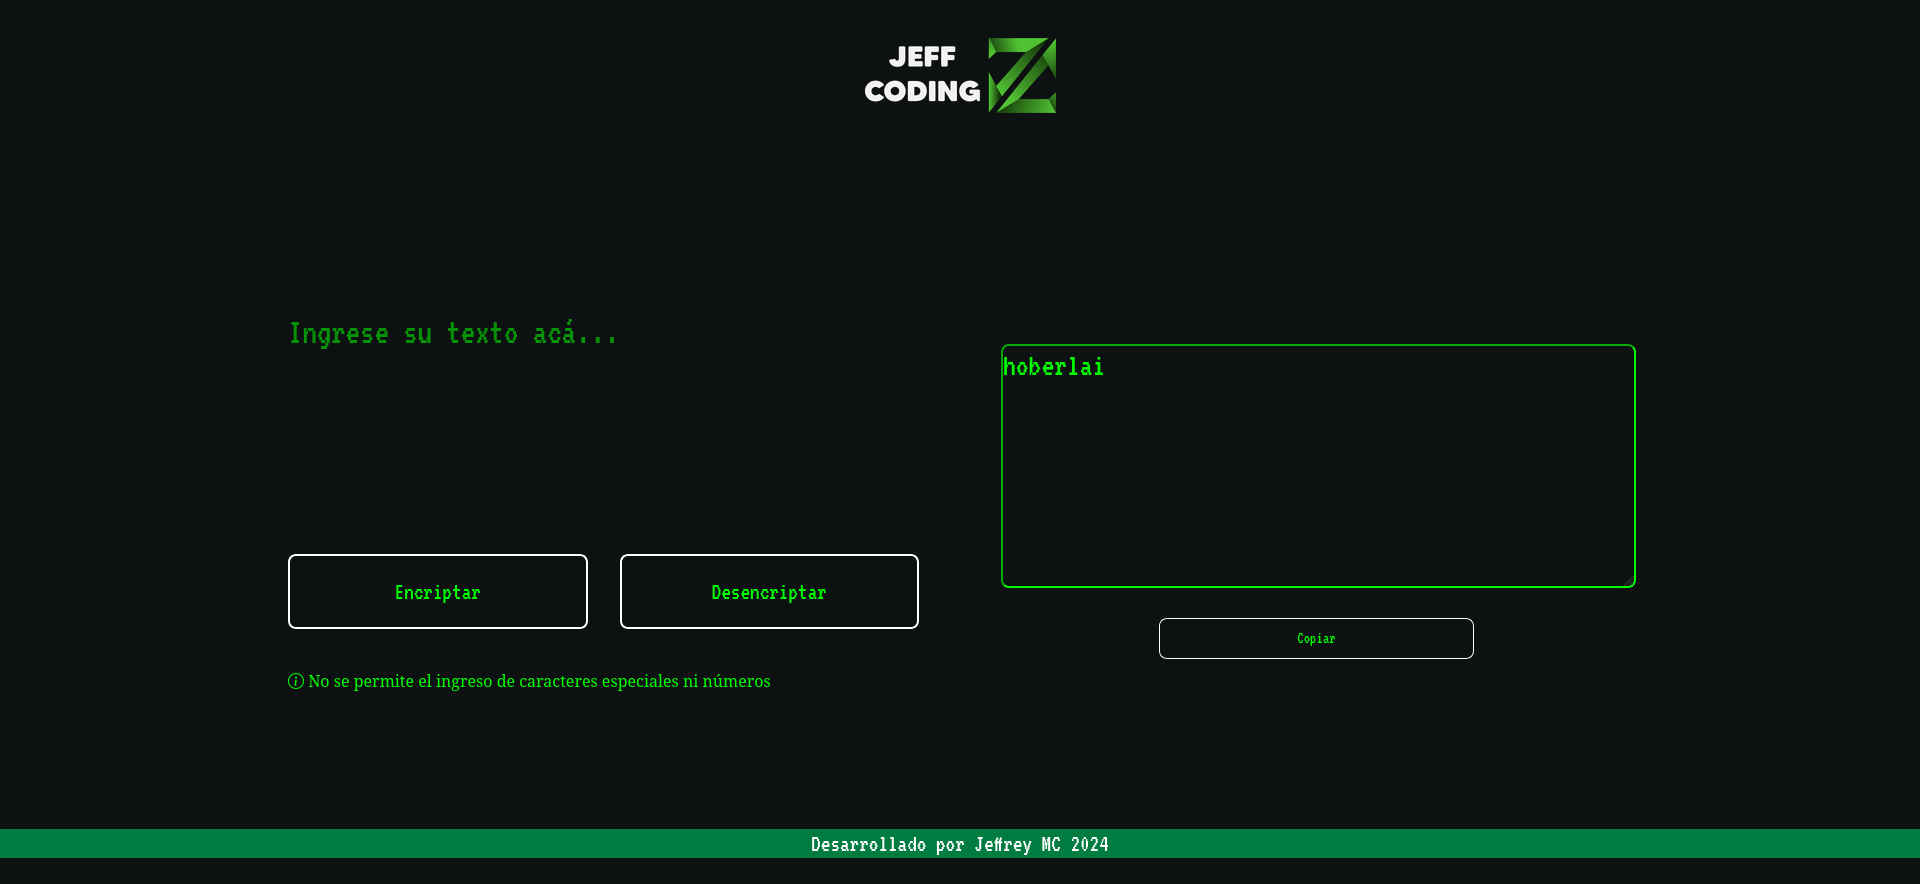 JEFF
CODING
Ingrese su texto acá...
hoberlai
Encriptar
Desencriptar
Copiar
No se permite el ingreso de caracteres especiales ni números
Desarrollado por Jeffrey MC 2024